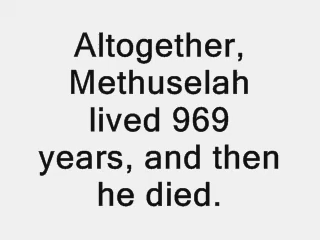 Altogether,
Methuselah
lived 969
years, and then
he died.